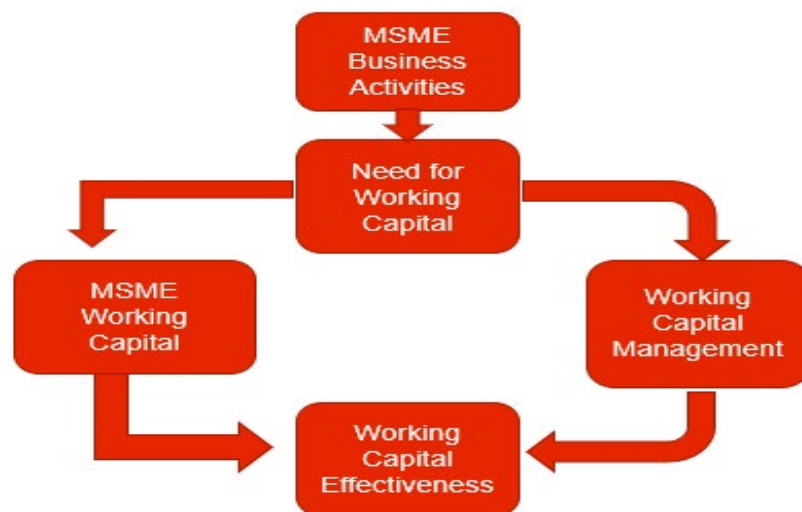 MSME
Business
Activities
Need for
Working
Capital
MSME
Working
Capital
Working
Capital
Management
Working
Capital
Effectiveness